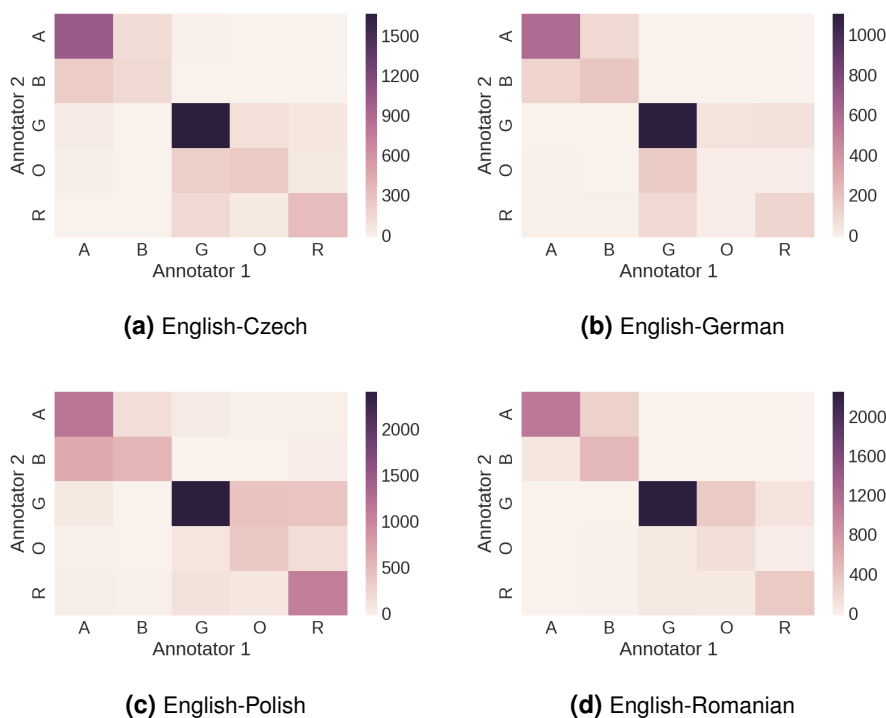 A
B
G
O
R
Annotator 2
A B G O R
Annotator 1
1500
1200
900
600
300
0
(a) English-Czech
A
B
G
O
R
Annotator 2
A B G O R
Annotator 1
1000
800
600
400
200
0
(b) English-German
A
B
G
O
R
Annotator 2
A B G O R
Annotator 1
2000
1500
1000
500
0
(c) English-Polish
A
B
G
O
R
Annotator 2
A B G O R
Annotator 1
2000
1600
1200
800
400
0
(d) English-Romanian